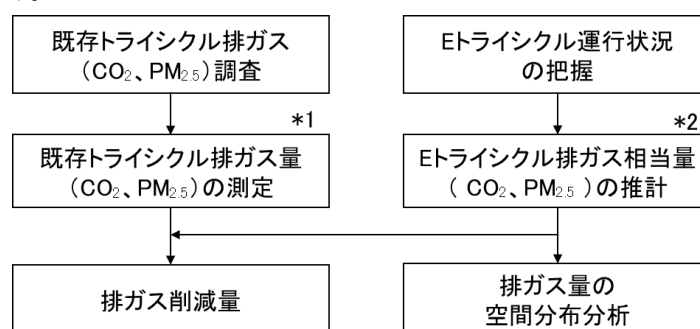 既存トライシクル排ガス
（CO₂、PM₂.₅）調査
Eトライシクル運行状況
の把握
*1
*2
既存トライシクル排ガス量
（CO₂、PM₂.₅）の測定
Eトライシクル排ガス相当量
（ CO₂、PM₂.₅ ）の推計
排ガス削減量
排ガス量の
空間分布分析